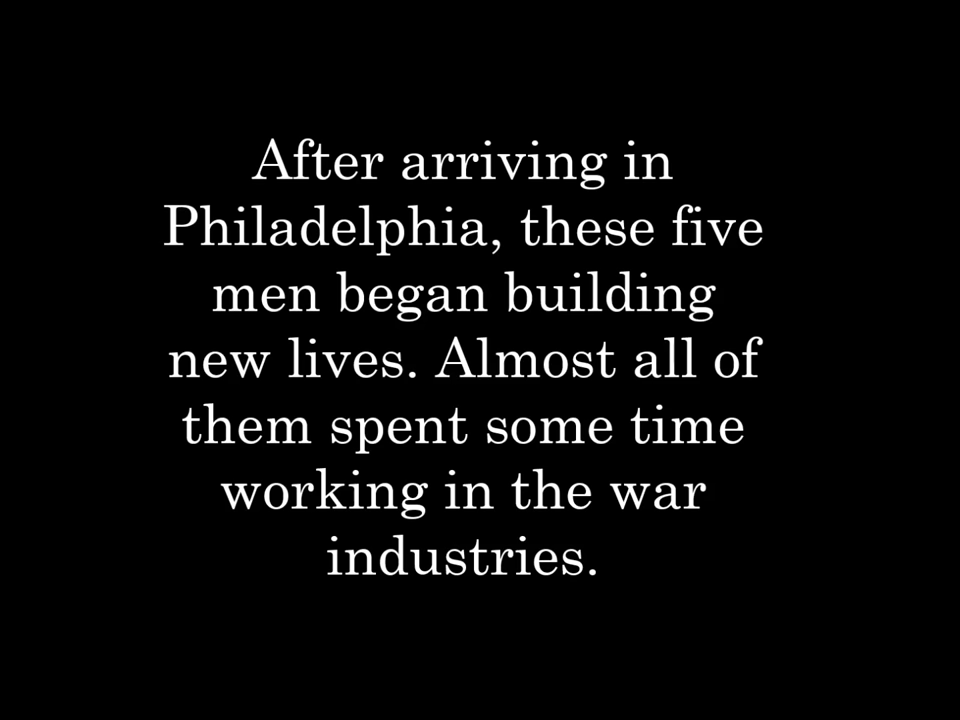 After arriving in
Philadelphia, these five
men began building
new lives. Almost all of
them spent some time
working in the war
industries.